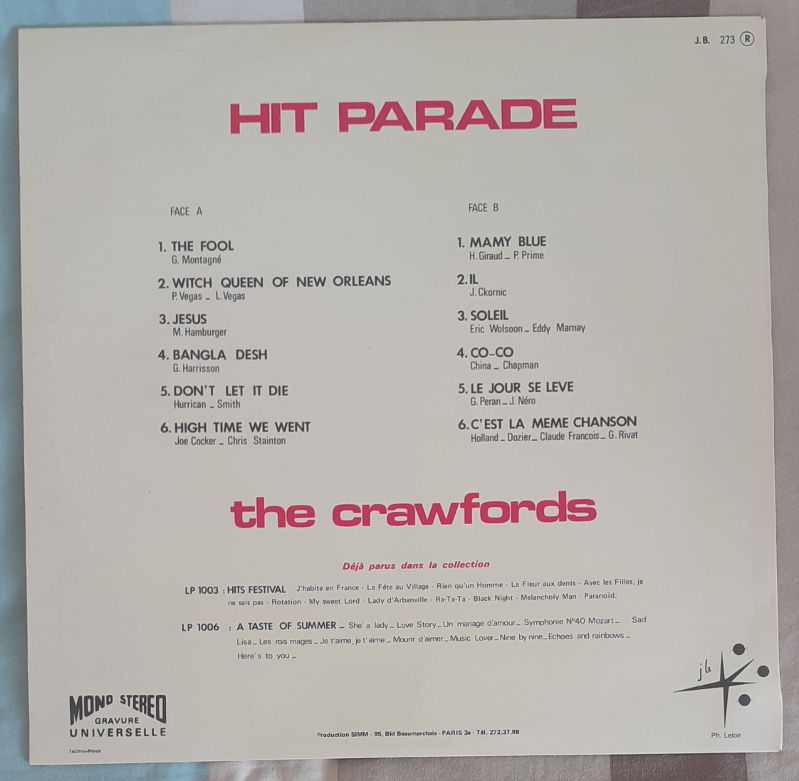 J.B. 273 R
HIT PARADE
FACE A
1. THE FOOL
G. Montagné
2. WITCH QUEEN OF NEW ORLEANS
P. Vegas _ L. Vegas
3. JESUS
M. Hamburger
4. BANGLA DESH
G. Harrisson
5. DON'T LET IT DIE
Hurrican _ Smith
6. HIGH TIME WE WENT
Joe Cocker _ Chris Stainton
FACE B
1. MAMY BLUE
H. Giraud _ P. Prime
2. IL
J. Ckornic
3. SOLEIL
Eric Wolsoon _ Eddy Marnay
4. CO-CO
China _ Chapman
5. LE JOUR SE LEVE
G. Peran _ J. Néro
6. C'EST LA MEME CHANSON
Holland _ Dozier _ Claude Francois _ G. Rivat
the crawfords
Déjà parus dans la collection
LP 1003 : HITS FESTIVAL J'habite en France - La Fête au Village - Rien qu'un Homme - La Fleur aux dents - Avec les Filles, je
ne sais pas - Rotation - My sweet Lord - Lady d'Arbanville - Ra-Ta-Ta - Black Night - Melancholy Man - Paranoïd.
LP 1006 : A TASTE OF SUMMER _ She' a lady _ Love Story _ Un mariage d'amour _ Symphonie N°40 Mozart _ Sad
Lisa _ Les rois mages _ Je t'aime, je t'aime _ Mourir d'aimer _ Music Lover _ Nine by nine _ Echoes and rainbows _
Here's to you _
MONO STEREO
GRAVURE
UNIVERSELLE
Techno-Press
Production SIMM - 95, Bld Beaumarchais - PARIS 3e - Tél. 272.37.98
jb
Ph. Leloir